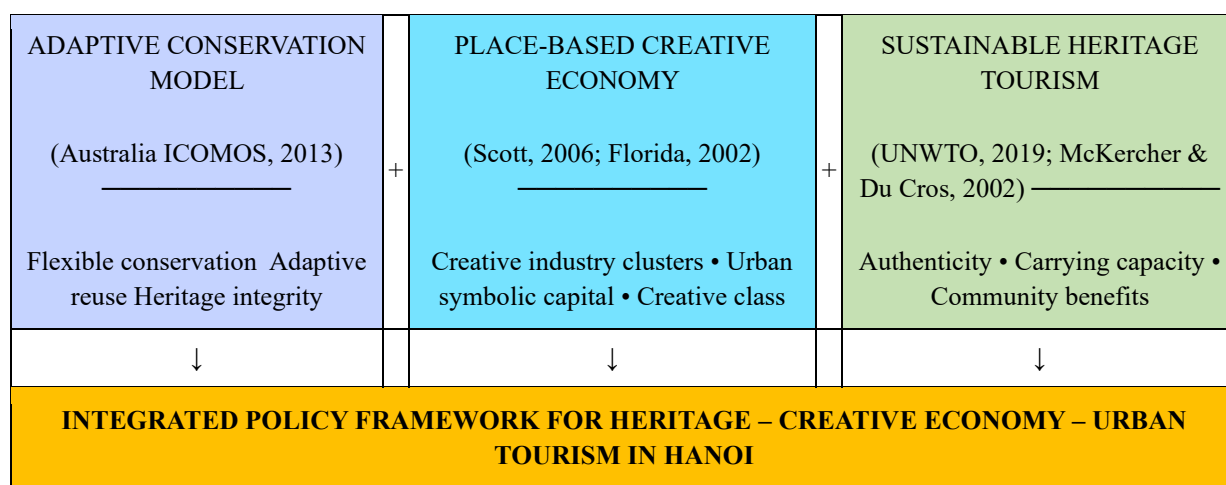 ADAPTIVE CONSERVATION
MODEL
(Australia ICOMOS, 2013)
Flexible conservation Adaptive
reuse Heritage integrity
+
PLACE-BASED CREATIVE
ECONOMY
(Scott, 2006; Florida, 2002)
Creative industry clusters • Urban
symbolic capital • Creative class
+
SUSTAINABLE HERITAGE
TOURISM
(UNWTO, 2019; McKercher &
Du Cros, 2002)
Authenticity • Carrying capacity •
Community benefits
↓
↓
↓
INTEGRATED POLICY FRAMEWORK FOR HERITAGE – CREATIVE ECONOMY – URBAN
TOURISM IN HANOI